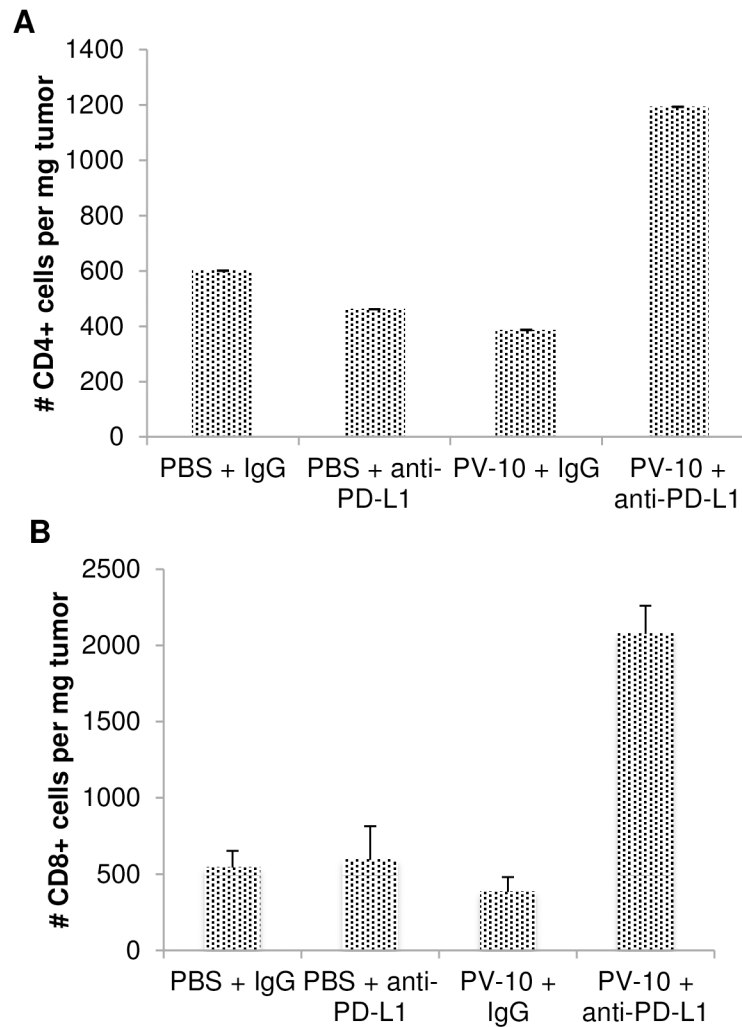 A
# CD4+ cells per mg tumor
1400
1200
1000
800
600
400
200
0
PBS + IgG
PBS + anti-
PD-L1
PV-10 + IgG
PV-10 +
anti-PD-L1
B
# CD8+ cells per mg tumor
2500
2000
1500
1000
500
0
PBS + IgG
PBS + anti-
PD-L1
PV-10 +
IgG
PV-10 +
anti-PD-L1